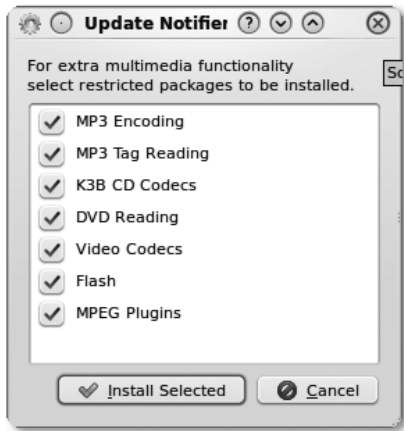 Update Notifier
For extra multimedia functionality
select restricted packages to be installed.
MP3 Encoding
MP3 Tag Reading
K3B CD Codecs
DVD Reading
Video Codecs
Flash
MPEG Plugins
Install Selected
Cancel